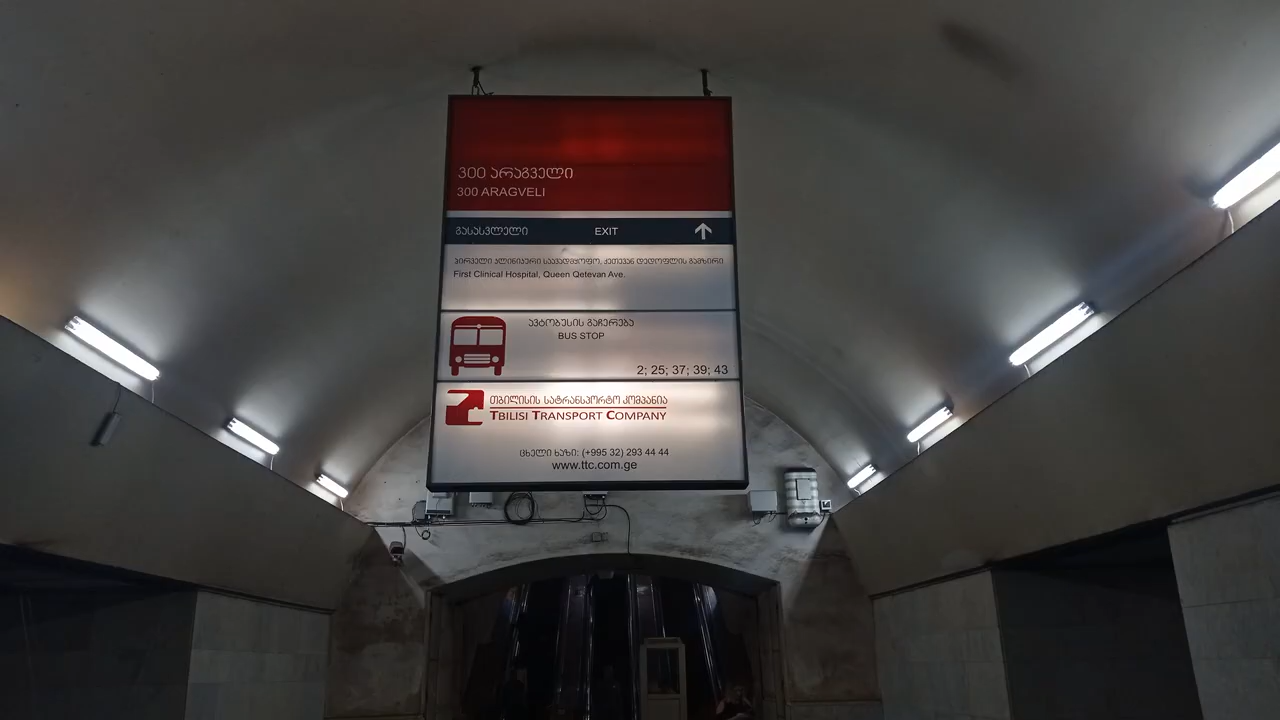 300 არაგველი
300 ARAGVELI
გასასვლელი EXIT
პირველი კლინიკური საავადმყოფო, ქეთევან დედოფლის გამზირი
First Clinical Hospital, Queen Qetevan Ave.
ავტობუსის გაჩერება
BUS STOP
2; 25; 37; 39; 43
თბილისის სატრანსპორტო კომპანია
TBILISI TRANSPORT COMPANY
ცხელი ხაზი: (+995 32) 293 44 44
www.ttc.com.ge